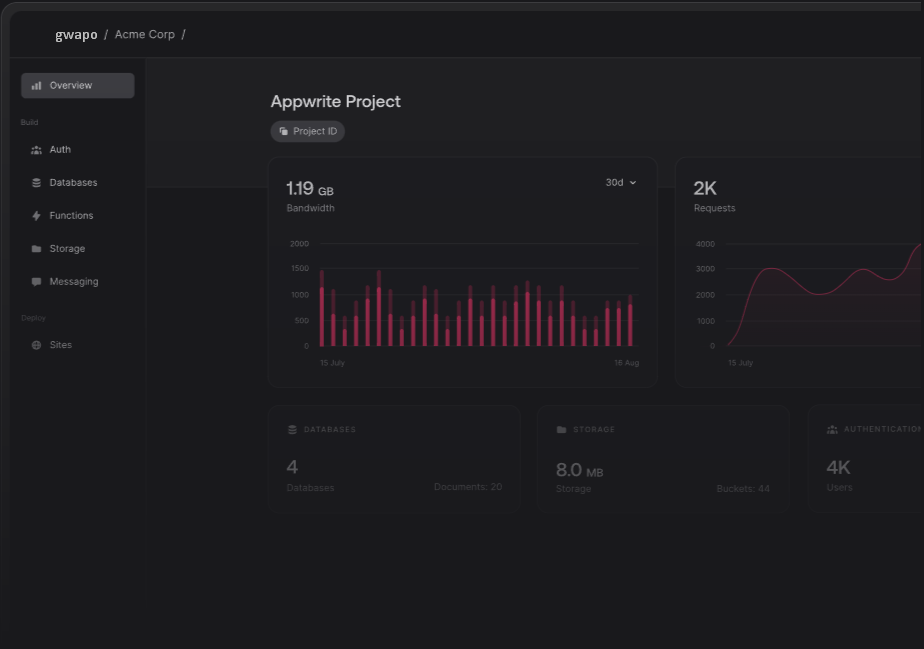 gwapo / Acme Corp /
Overview
Build
Auth
Databases
Functions
Storage
Messaging
Deploy
Sites
Appwrite Project
Project ID
1.19 GB
30d
Bandwidth
2000
1500
1000
500
0
15 July
16 Aug
2K
Requests
4000
3000
2000
1000
0
15 July
DATABASES
4
Databases
Documents: 20
STORAGE
8.0 MB
Storage
Buckets: 44
AUTHENTICATION
4K
Users